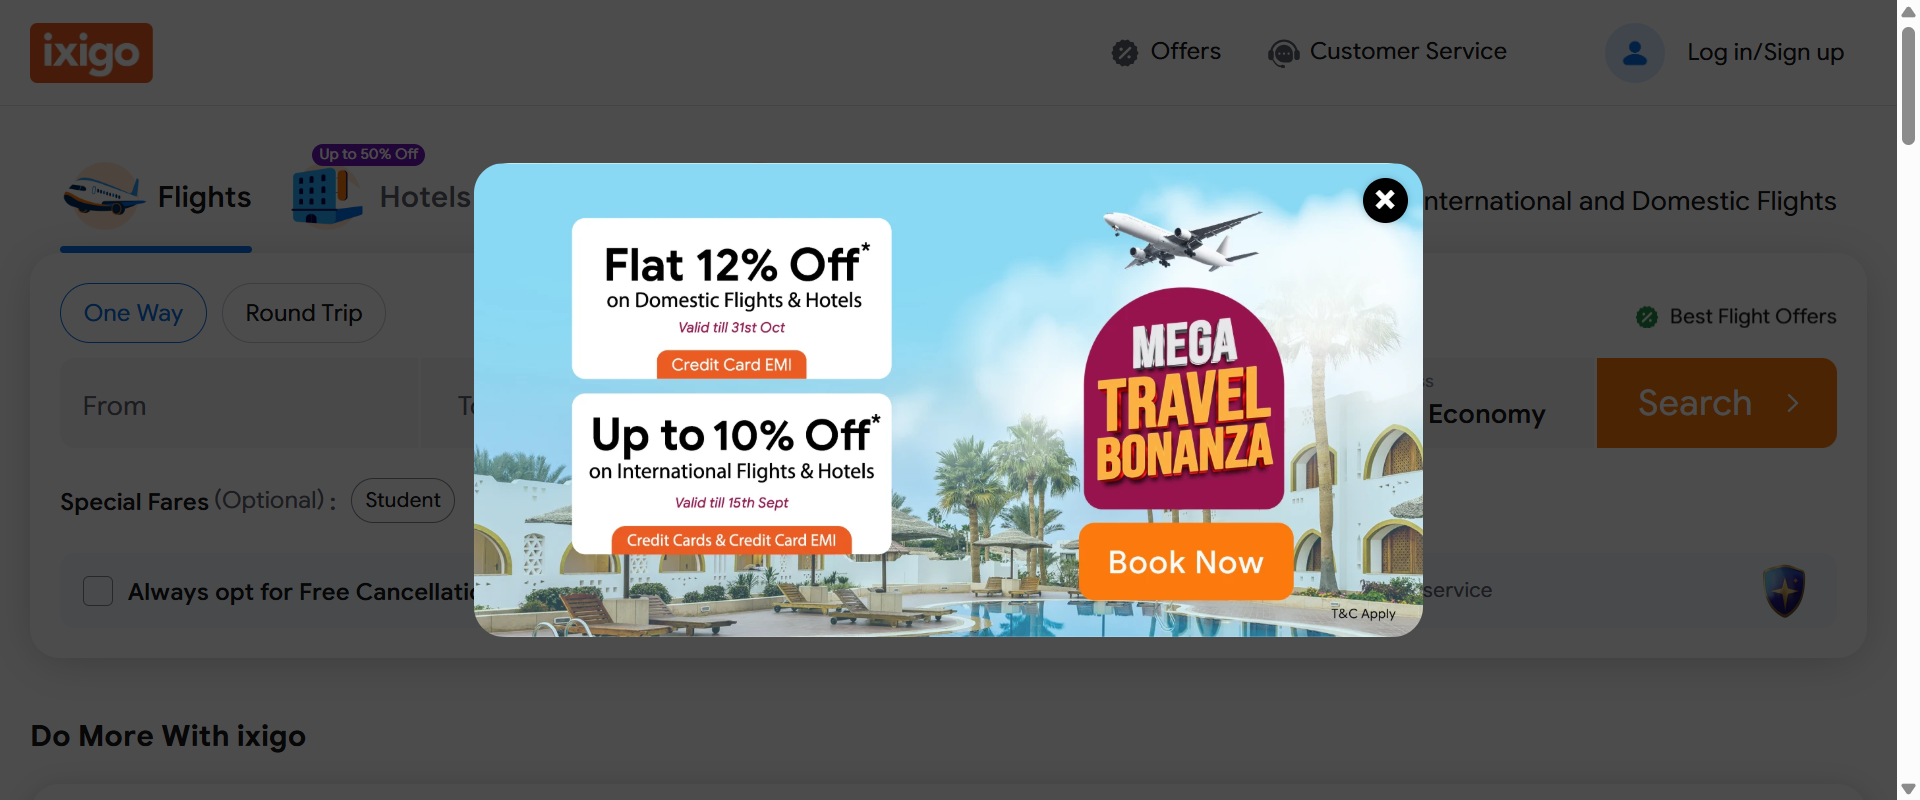 ixigo
Offers
Customer Service
Log in/Sign up
Up to 50% Off
Flights
Hotels
International and Domestic Flights
One Way
Round Trip
Best Flight Offers
From
Economy
Search
Special Fares (Optional) :
Student
Always opt for Free
service
Do More With ixigo
Flat 12% Off*
on Domestic Flights & Hotels
Valid till 31st Oct
Credit Card EMI
Up to 10% Off*
on International Flights & Hotels
Valid till 15th Sept
Credit Cards & Credit Card EMI
MEGA
TRAVEL
BONANZA
Book Now
T&C Apply